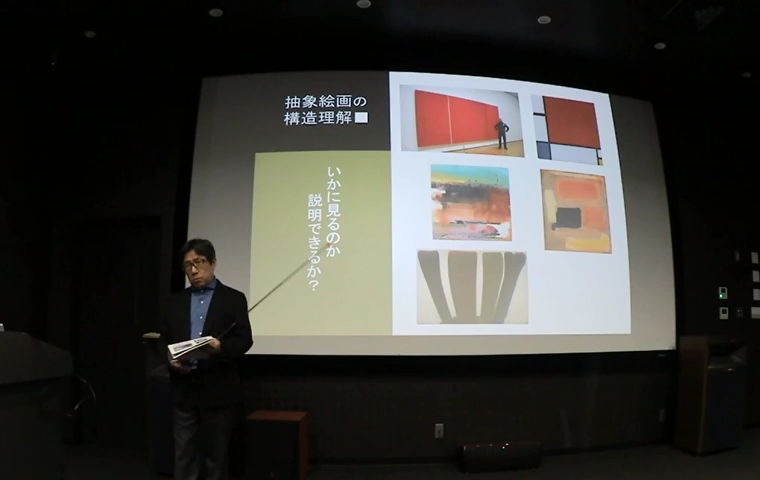 抽象絵画の
構造理解■
いかに見るのか
説明できるか？